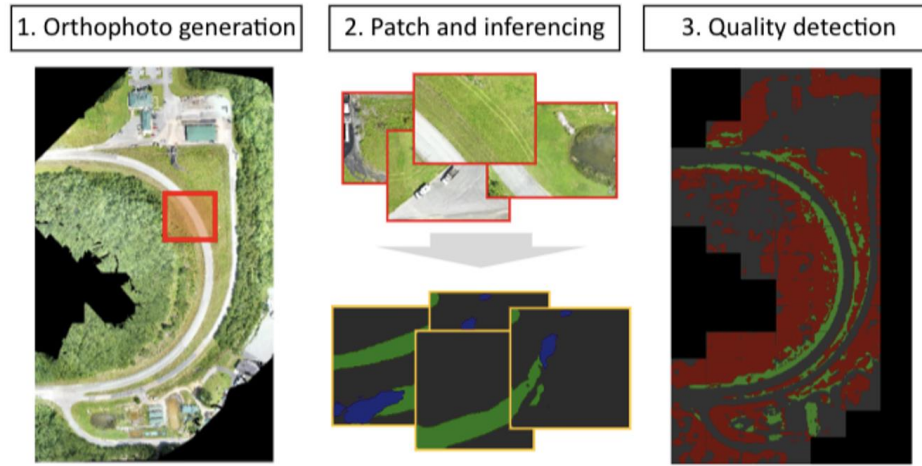 1. Orthophoto generation
2. Patch and inferencing
3. Quality detection